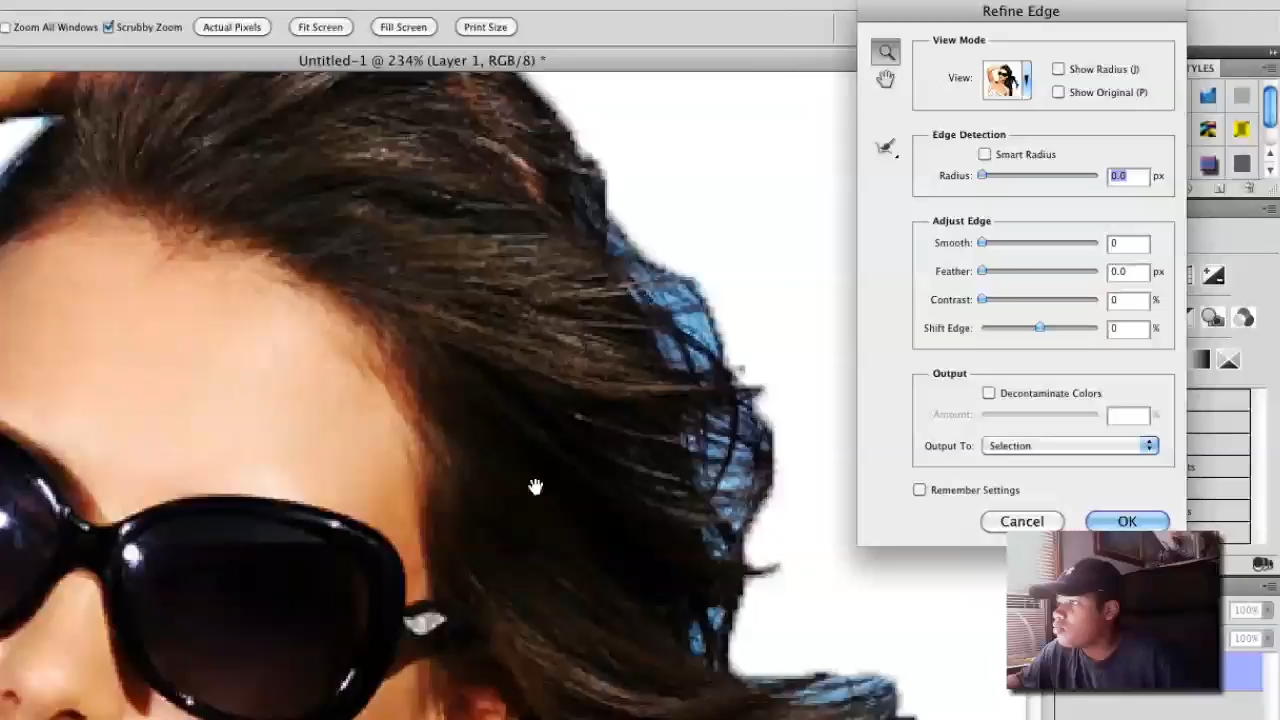 Refine Edge
Zoom All Windows Scrubby Zoom Actual Pixels Fit Screen Fill Screen Print Size
Untitled-1 @ 234% (Layer 1, RGB/8) *
View Mode
View:
Show Radius (J)
Show Original (P)
Edge Detection
Smart Radius
Radius: 0.0 px
Adjust Edge
Smooth: 0
Feather: 0.0 px
Contrast: 0 %
Shift Edge: 0 %
Output
Decontaminate Colors
Amount: %
Output To: Selection
Remember Settings
Cancel OK
TYLES
ts
s
100%
100%